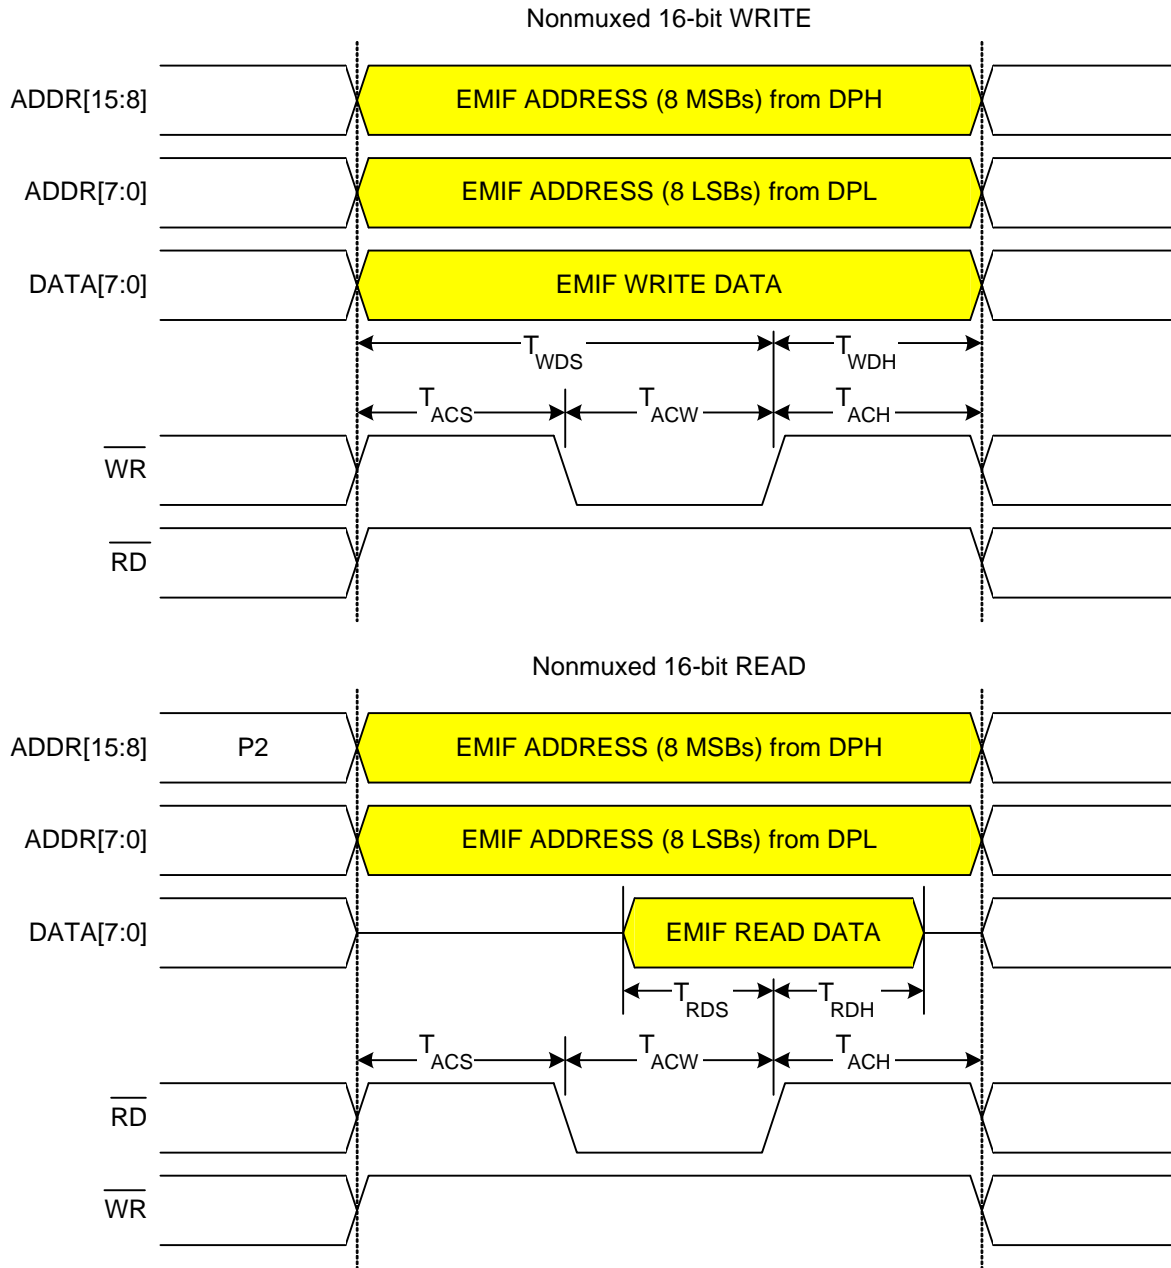 Nonmuxed 16-bit WRITE
ADDR[15:8] EMIF ADDRESS (8 MSBs) from DPH
ADDR[7:0] EMIF ADDRESS (8 LSBs) from DPL
DATA[7:0] EMIF WRITE DATA
TWDS TWDH
TACS TACW TACH
WR
RD
Nonmuxed 16-bit READ
ADDR[15:8] P2 EMIF ADDRESS (8 MSBs) from DPH
ADDR[7:0] EMIF ADDRESS (8 LSBs) from DPL
DATA[7:0] EMIF READ DATA
TRDS TRDH
TACS TACW TACH
RD
WR